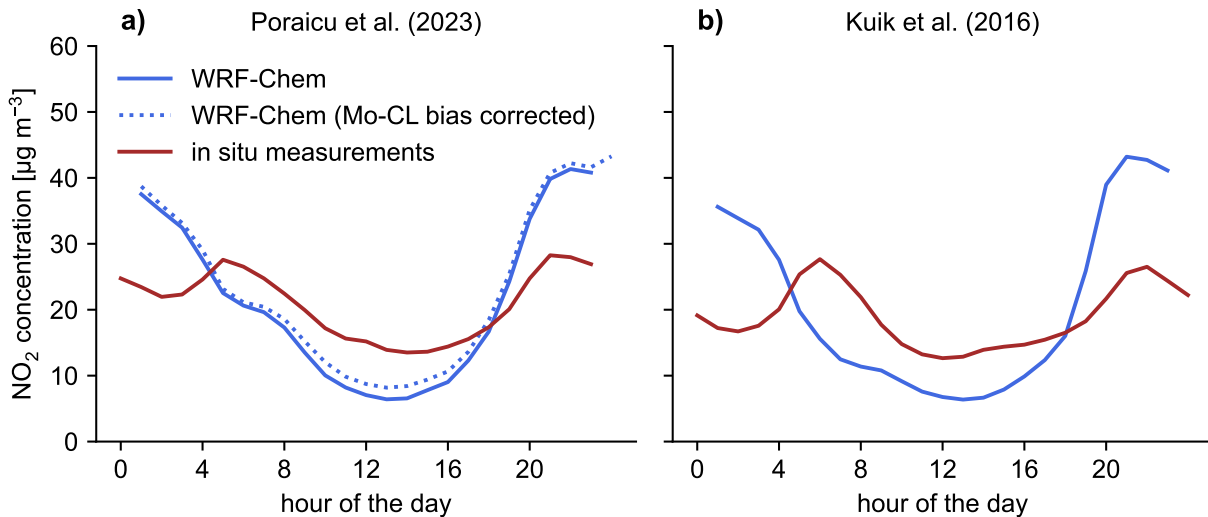 a) Poraicu et al. (2023)
b) Kuik et al. (2016)
WRF-Chem
WRF-Chem (Mo-CL bias corrected)
in situ measurements
NO₂ concentration [µg m⁻³]
60
50
40
30
20
10
0
0 4 8 12 16 20
hour of the day
0 4 8 12 16 20
hour of the day